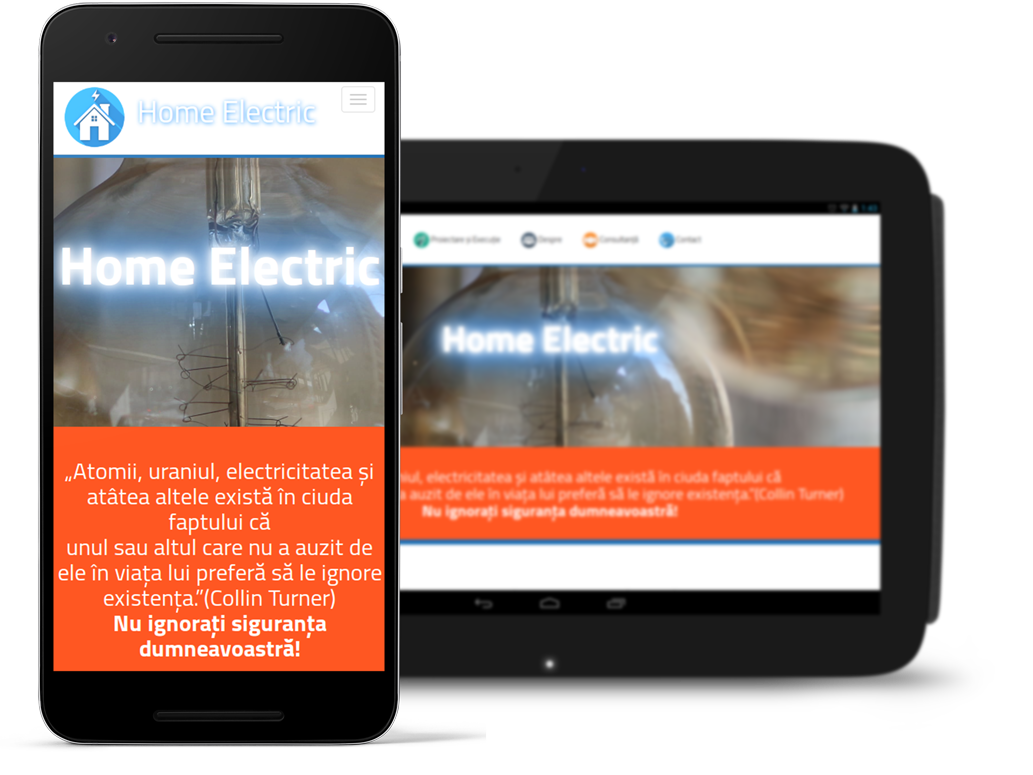 Home Electric
Home Electric
„Atomii, uraniul, electricitatea și
atâtea altele există în ciuda
faptului că
unul sau altul care nu a auzit de
ele în viața lui preferă să le ignore
existența.”(Collin Turner)
Nu ignorați siguranța
dumneavoastră!
1:40
Proiectare și Execuție
Despre
Consultanță
Contact
Home Electric
electricitatea și atâtea altele există în ciuda faptului că
a auzit de ele în viața lui preferă să le ignore existența.”(Collin Turner)
Nu ignorați siguranța dumneavoastră!